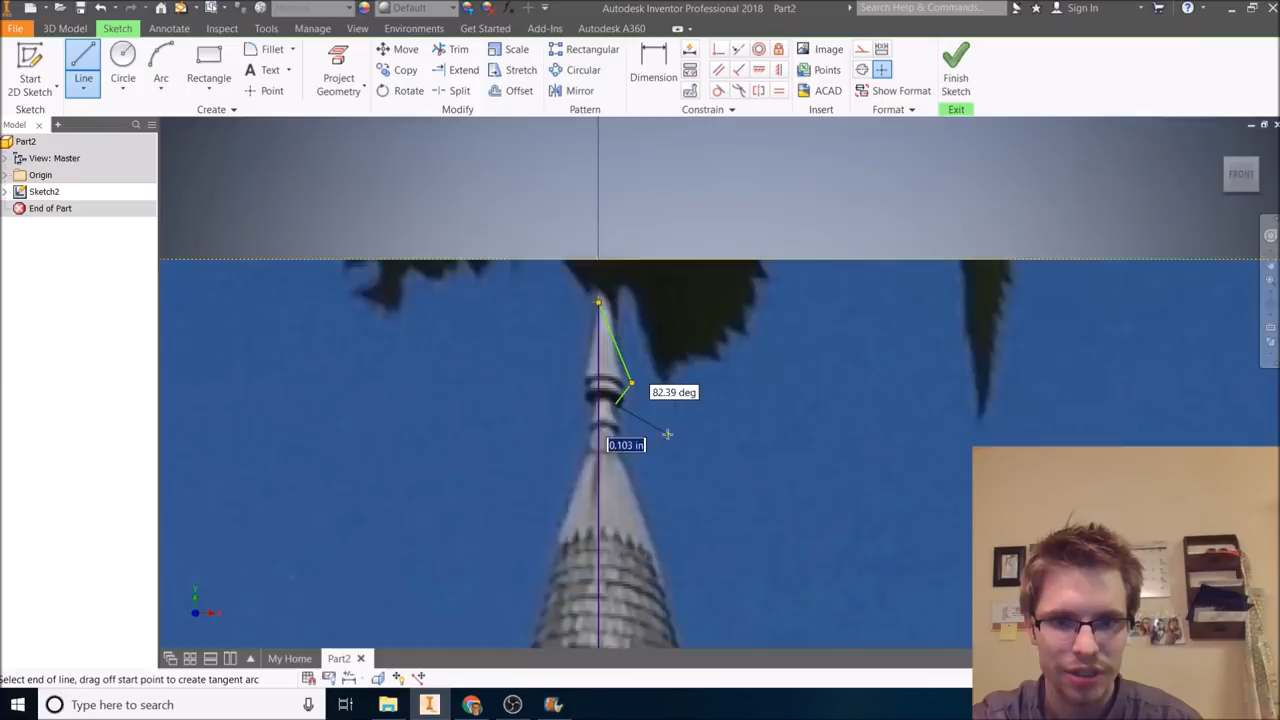 Default
Autodesk Inventor Professional 2018 Part2
Search Help & Commands...
Sign In
File 3D Model Sketch Annotate Inspect Tools Manage View Environments Get Started Add-Ins Autodesk A360
Start
2D Sketch
Line Circle Arc Rectangle
Fillet
Text
Point
Project
Geometry
Move Trim Scale
Copy Extend Stretch
Rotate Split Offset
Rectangular
Circular
Mirror
Dimension
Image
Points
ACAD
Show Format
Finish
Sketch
Sketch Create Modify Pattern Constrain Insert Format Exit
Model
Part2
View: Master
Origin
Sketch2
End of Part
FRONT
82.39 deg
0.103 in
My Home Part2
Select end of line, drag off start point to create tangent arc
Type here to search